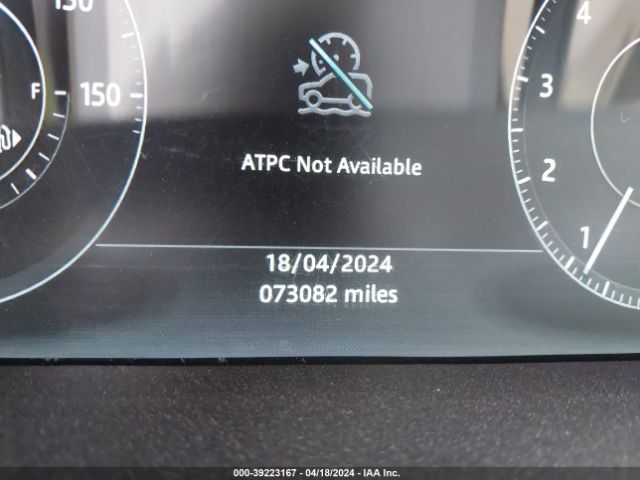 130
F
150
4
3
2
1
ATPC Not Available
18/04/2024
073082 miles
000-39223167 - 04/18/2024 - IAA Inc.